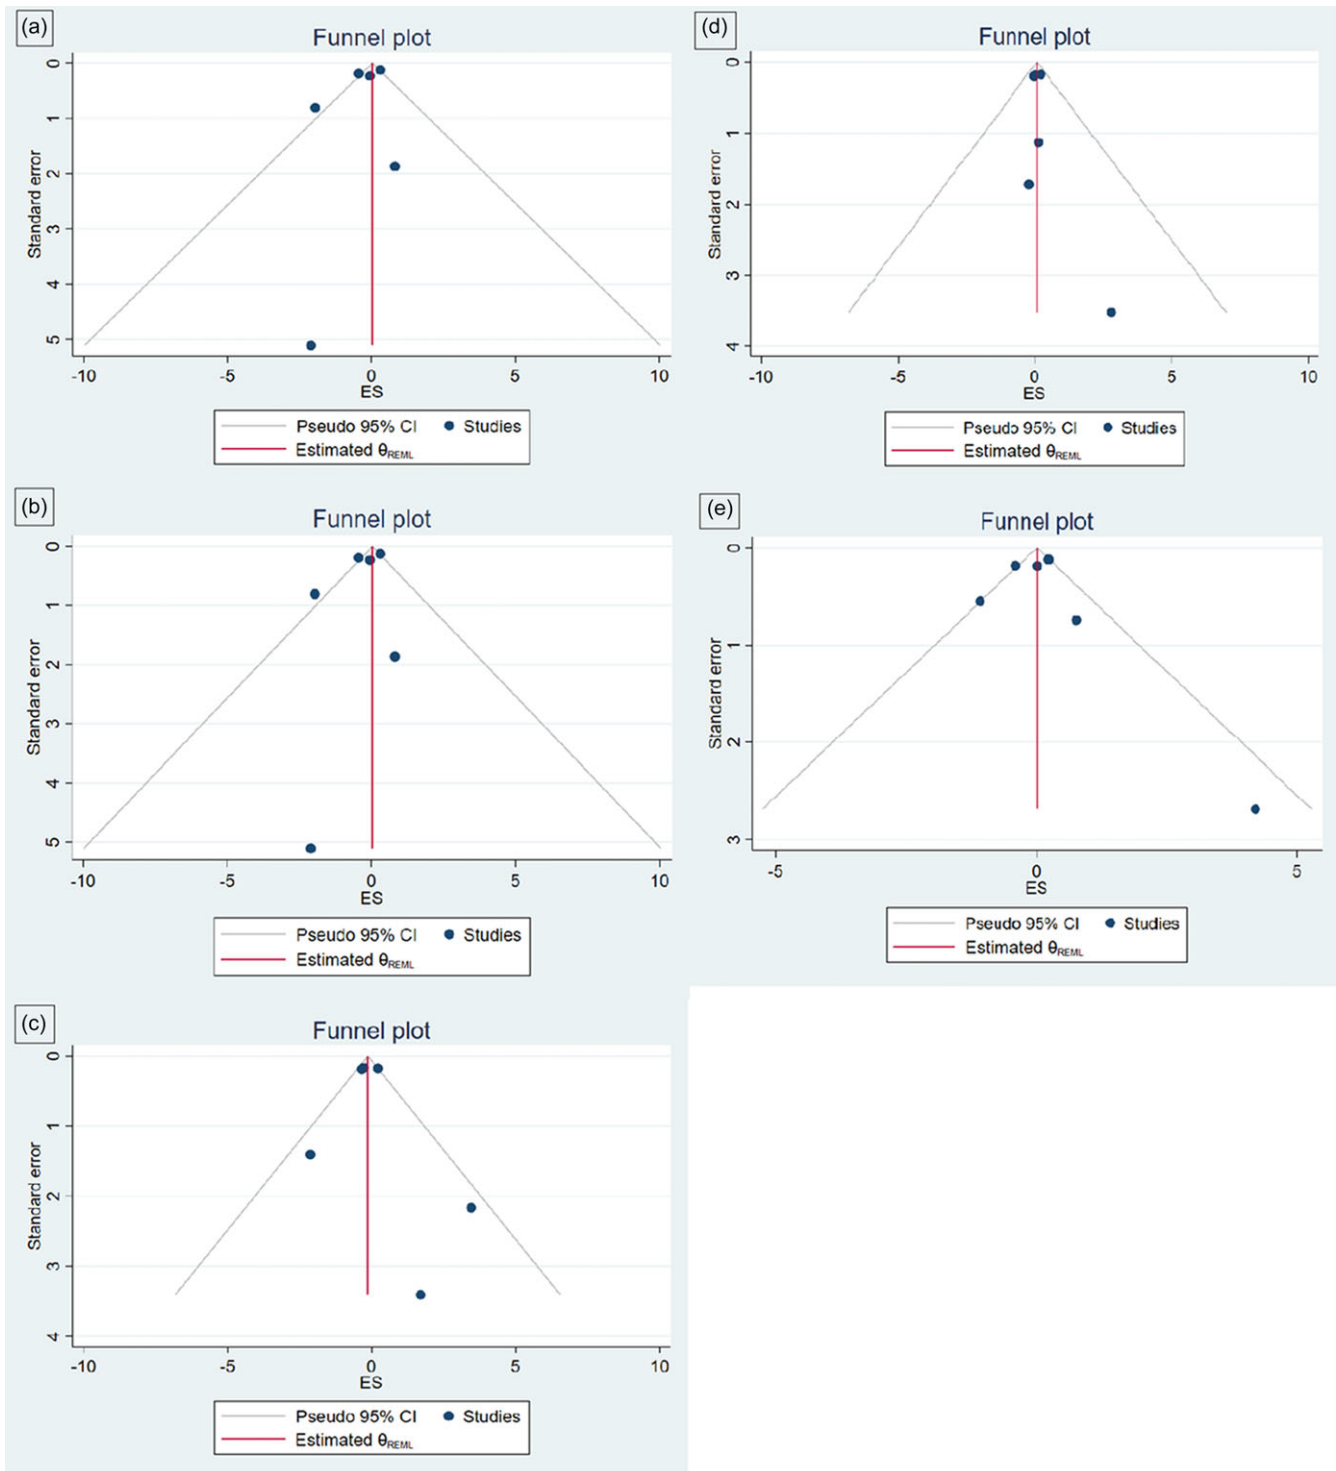 (a)
Funnel plot
Standard error
0
1
2
3
4
5
-10 -5 0 5 10
ES
Pseudo 95% CI Studies
Estimated θREML
(b)
Funnel plot
Standard error
0
1
2
3
4
5
-10 -5 0 5 10
ES
Pseudo 95% CI Studies
Estimated θREML
(c)
Funnel plot
Standard error
0
1
2
3
4
-10 -5 0 5 10
ES
Pseudo 95% CI Studies
Estimated θREML
(d)
Funnel plot
Standard error
0
1
2
3
4
-10 -5 0 5 10
ES
Pseudo 95% CI Studies
Estimated θREML
(e)
Funnel plot
Standard error
0
1
2
3
-5 0 5
ES
Pseudo 95% CI Studies
Estimated θREML